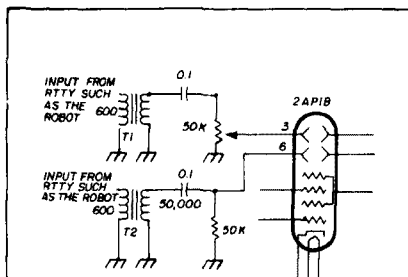 INPUT FROM
RTTY SUCH
AS THE
ROBOT
600
T1
0.1
50K
3
2AP1B
6
INPUT FROM
RTTY SUCH
AS THE ROBOT
600
T2
0.1
50,000
50K